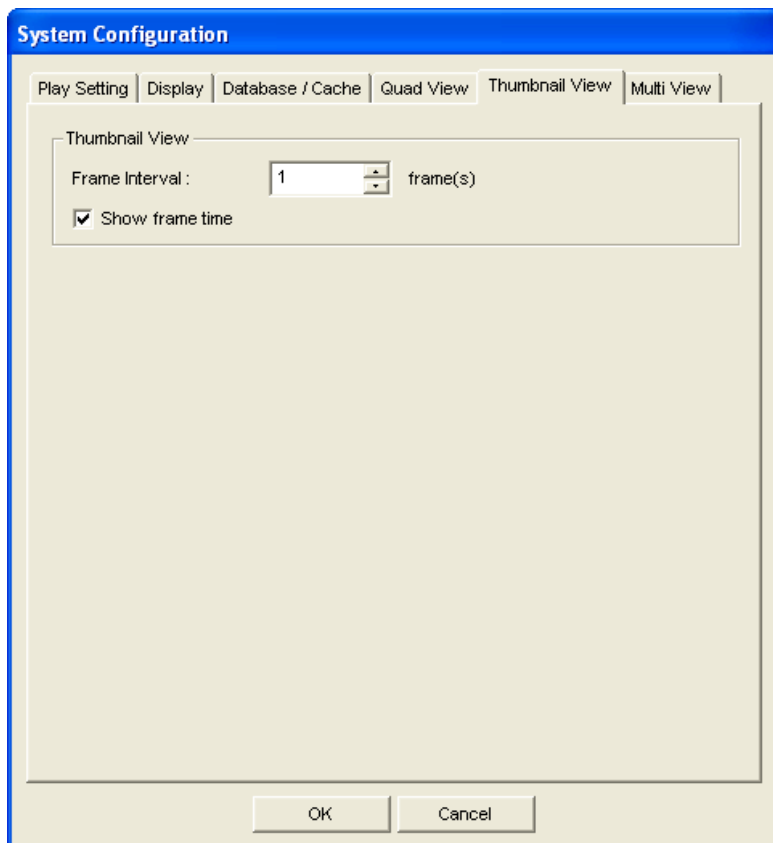 System Configuration
Play Setting Display Database / Cache Quad View Thumbnail View Multi View
Thumbnail View
Frame Interval : 1 frame(s)
Show frame time
OK Cancel